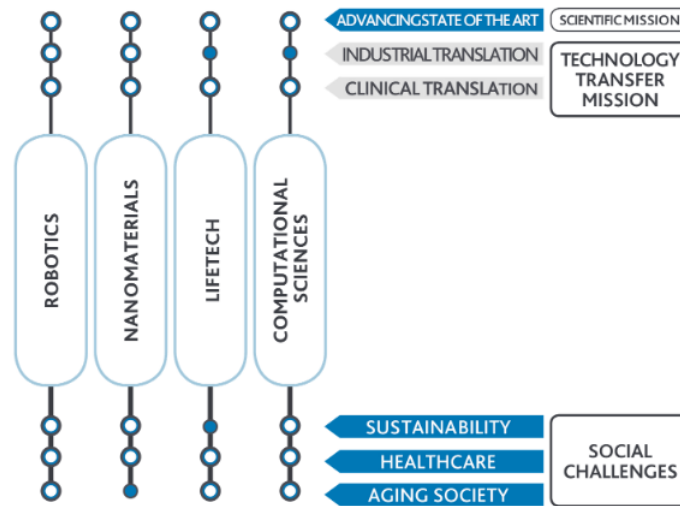 ADVANCINGSTATE OF THE ART
SCIENTIFIC MISSION
INDUSTRIAL TRANSLATION
CLINICAL TRANSLATION
TECHNOLOGY
TRANSFER
MISSION
ROBOTICS
NANOMATERIALS
LIFETECH
COMPUTATIONAL
SCIENCES
SUSTAINABILITY
HEALTHCARE
AGING SOCIETY
SOCIAL
CHALLENGES